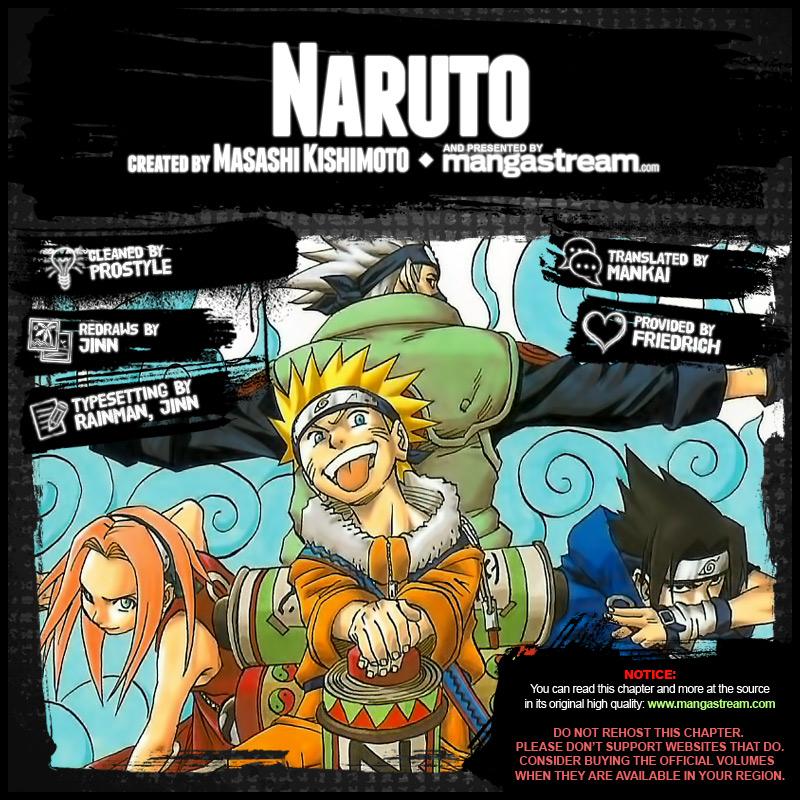 NARUTO
CREATED BY MASASHI KISHIMOTO ◆ AND PRESENTED BY mangastream.com
CLEANED BY
PROSTYLE
REDRAWS BY
JINN
TYPESETTING BY
RAINMAN, JINN
TRANSLATED BY
MANKAI
PROVIDED BY
FRIEDRICH
NOTICE:
You can read this chapter and more at the source
in its original high quality: www.mangastream.com
DO NOT REHOST THIS CHAPTER.
PLEASE DON'T SUPPORT WEBSITES THAT DO.
CONSIDER BUYING THE OFFICIAL VOLUMES
WHEN THEY ARE AVAILABLE IN YOUR REGION.